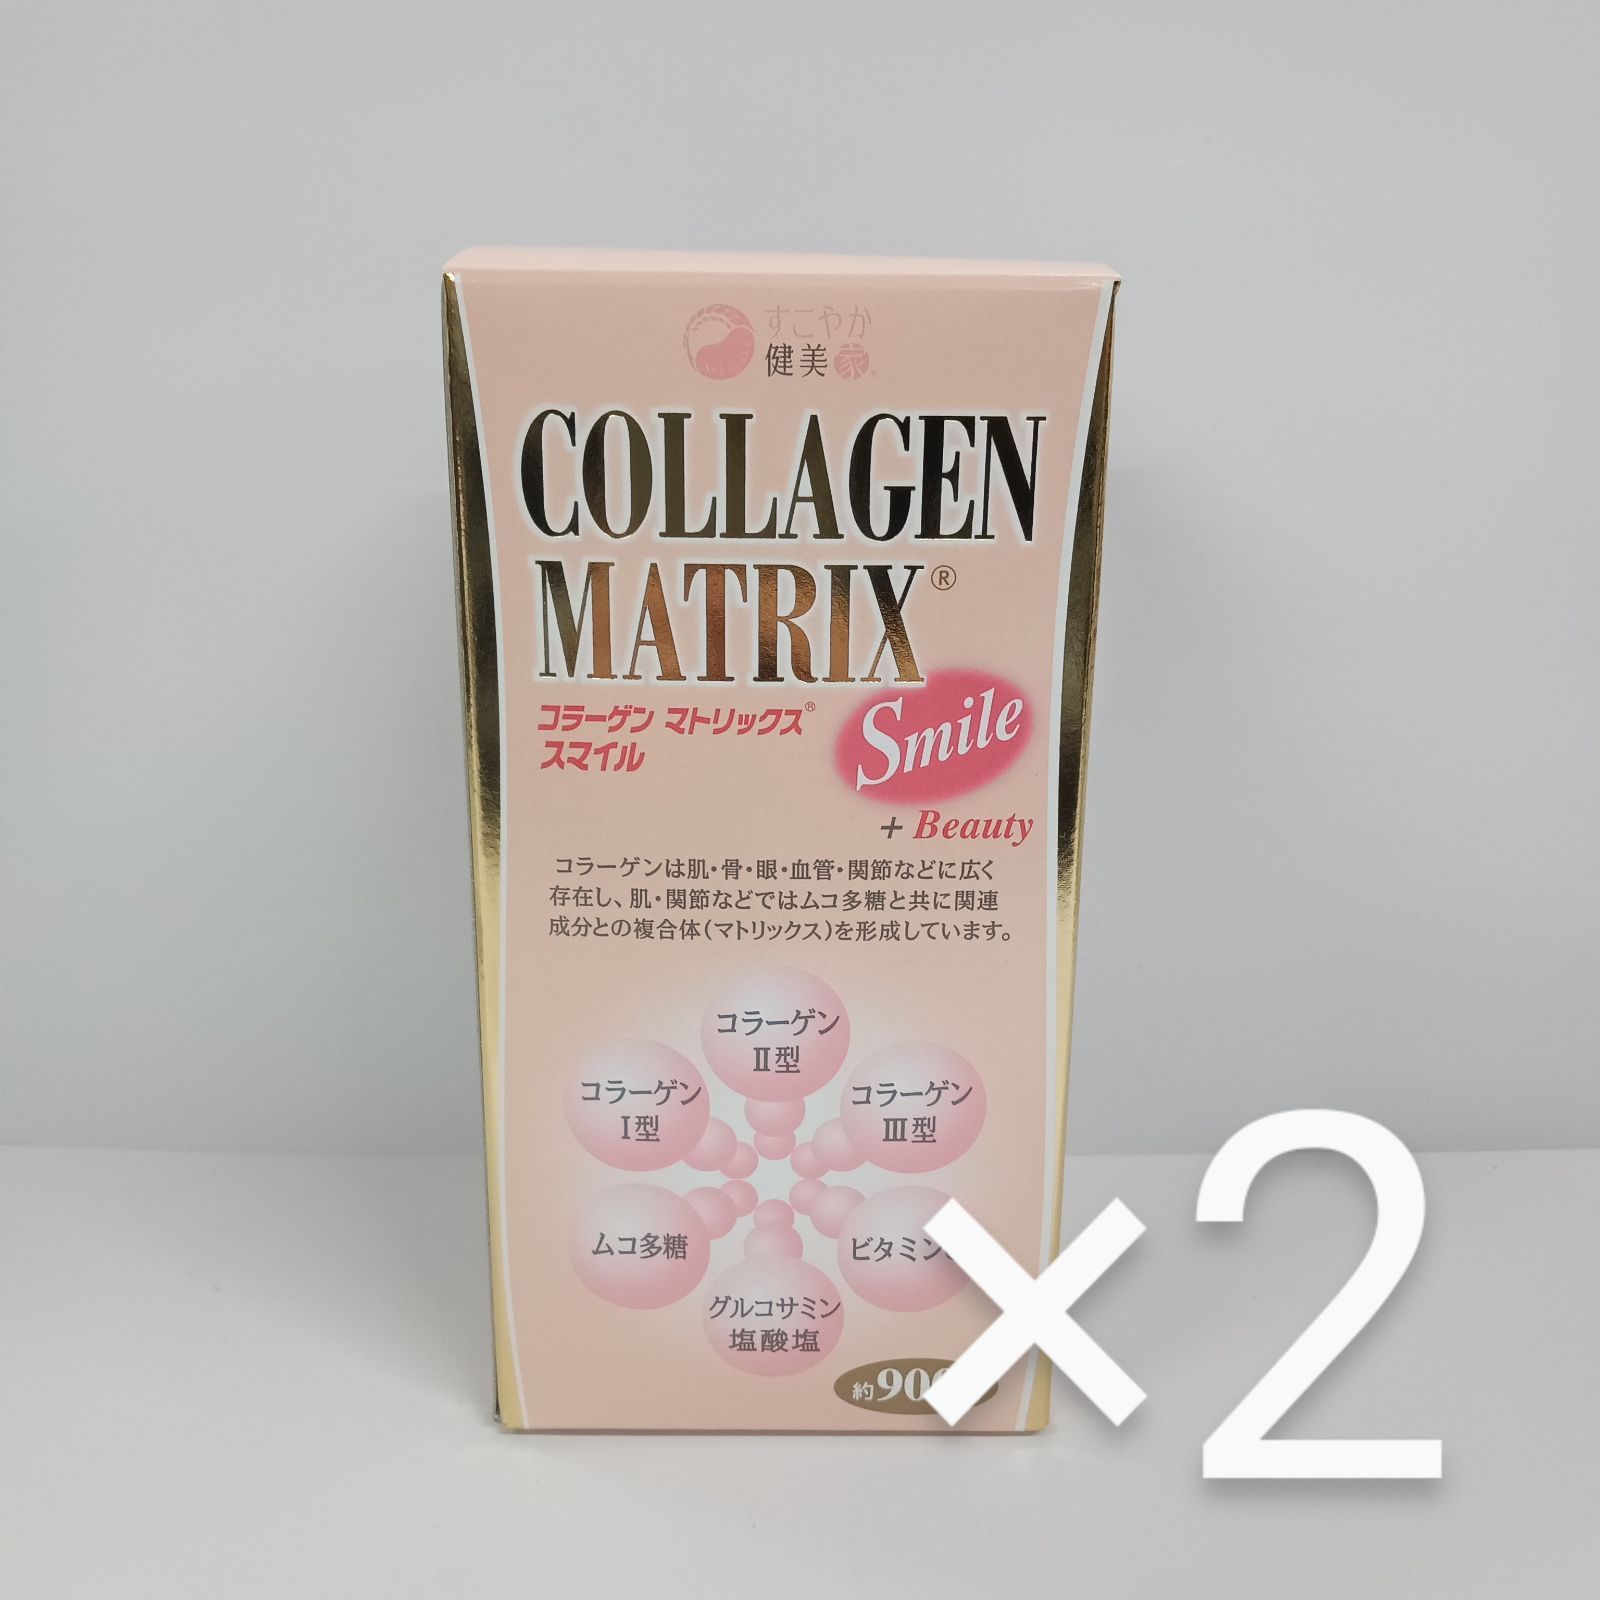 すこやか
健美家
COLLAGEN
MATRIX®
コラーゲン マトリックス®
スマイル
Smile
+ Beauty
コラーゲンは肌・骨・眼・血管・関節などに広く
存在し、肌・関節などではムコ多糖と共に関連
成分との複合体(マトリックス)を形成しています。
コラーゲン
II型
コラーゲン
I型
コラーゲン
III型
ムコ多糖
ビタミン
グルコサミン
塩酸塩
約
×2